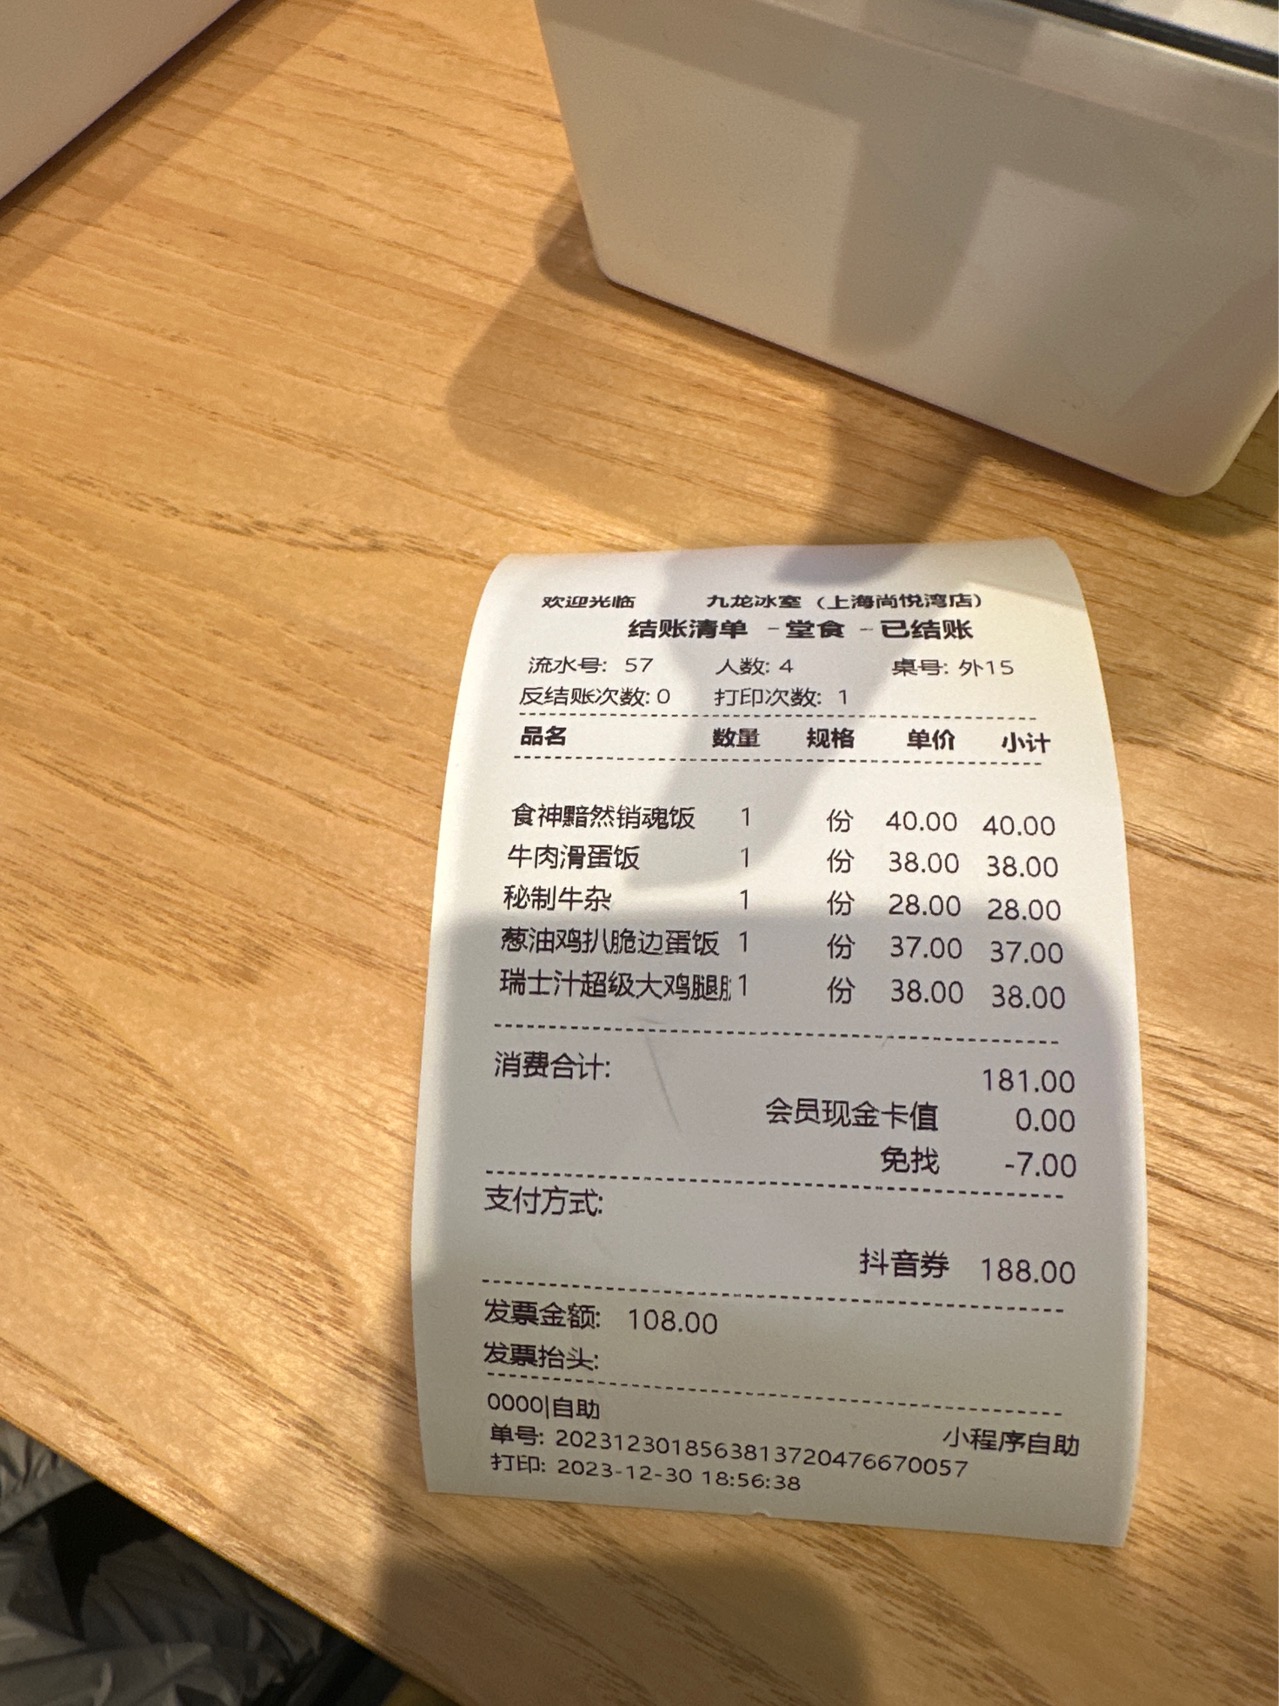 欢迎光临 九龙冰室（上海尚悦湾店）
结账清单 -堂食 -已结账
流水号: 57 人数: 4 桌号: 外15
反结账次数: 0 打印次数: 1
品名 数量 规格 单价 小计
食神黯然销魂饭 1 份 40.00 40.00
牛肉滑蛋饭 1 份 38.00 38.00
秘制牛杂 1 份 28.00 28.00
葱油鸡扒脆边蛋饭 1 份 37.00 37.00
瑞士汁超级大鸡腿 1 份 38.00 38.00
消费合计: 181.00
会员现金卡值 0.00
免找 -7.00
支付方式:
抖音券 188.00
发票金额: 108.00
发票抬头:
0000|自助 小程序自助
单号: 2023123018563813720476670057
打印: 2023-12-30 18:56:38